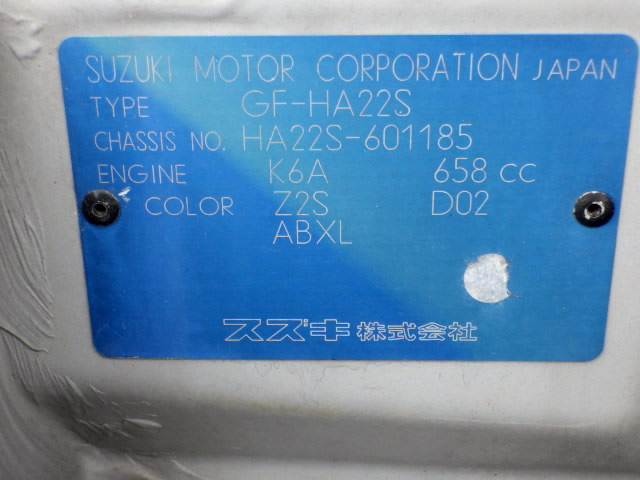 SUZUKI MOTOR CORPORATION JAPAN
TYPE GF-HA22S
CHASSIS NO. HA22S-601185
ENGINE K6A 658 CC
COLOR Z2S D02
ABXL
スズキ株式会社